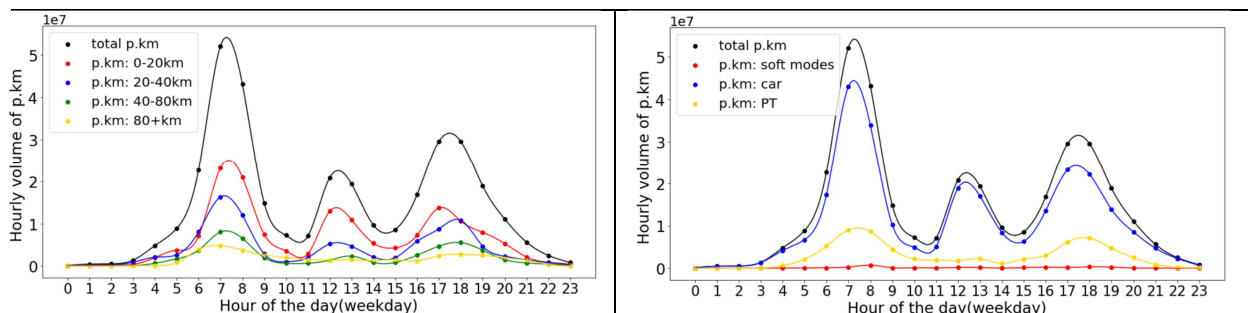 1e7
5
4
3
2
1
0
Hourly volume of p.km
total p.km
p.km: 0-20km
p.km: 20-40km
p.km: 40-80km
p.km: 80+km
0 1 2 3 4 5 6 7 8 9 10 11 12 13 14 15 16 17 18 19 20 21 22 23
Hour of the day(weekday)
1e7
5
4
3
2
1
0
Hourly volume of p.km
total p.km
p.km: soft modes
p.km: car
p.km: PT
0 1 2 3 4 5 6 7 8 9 10 11 12 13 14 15 16 17 18 19 20 21 22 23
Hour of the day(weekday)